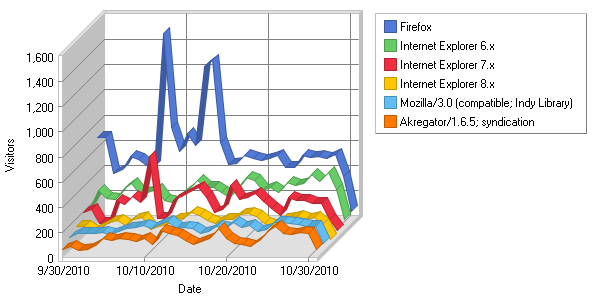 Firefox
Internet Explorer 6.x
Internet Explorer 7.x
Internet Explorer 8.x
Mozilla/3.0 (compatible; Indy Library)
Akregator/1.6.5; syndication
1,600
1,400
1,200
1,000
800
600
400
200
0
Visitors
9/30/2010 10/10/2010 10/20/2010 10/30/2010
Date